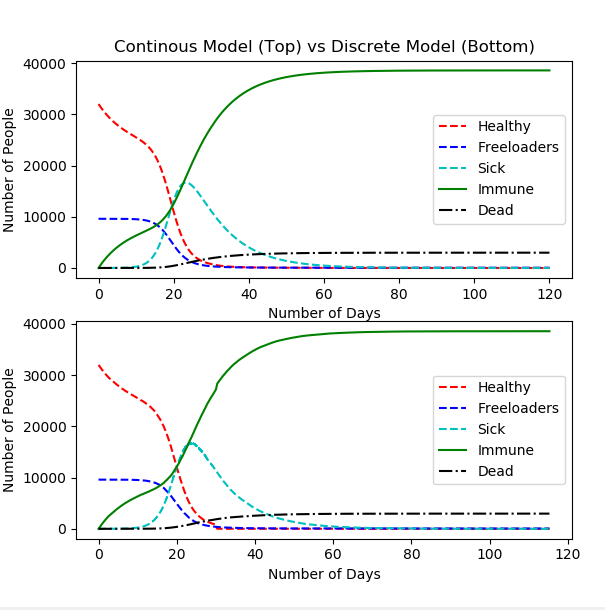 Continous Model (Top) vs Discrete Model (Bottom)
40000
30000
20000
10000
0
Number of People
Healthy
Freeloaders
Sick
Immune
Dead
0 20 40 60 80 100 120
Number of Days
40000
30000
20000
10000
0
Number of People
Healthy
Freeloaders
Sick
Immune
Dead
0 20 40 60 80 100 120
Number of Days